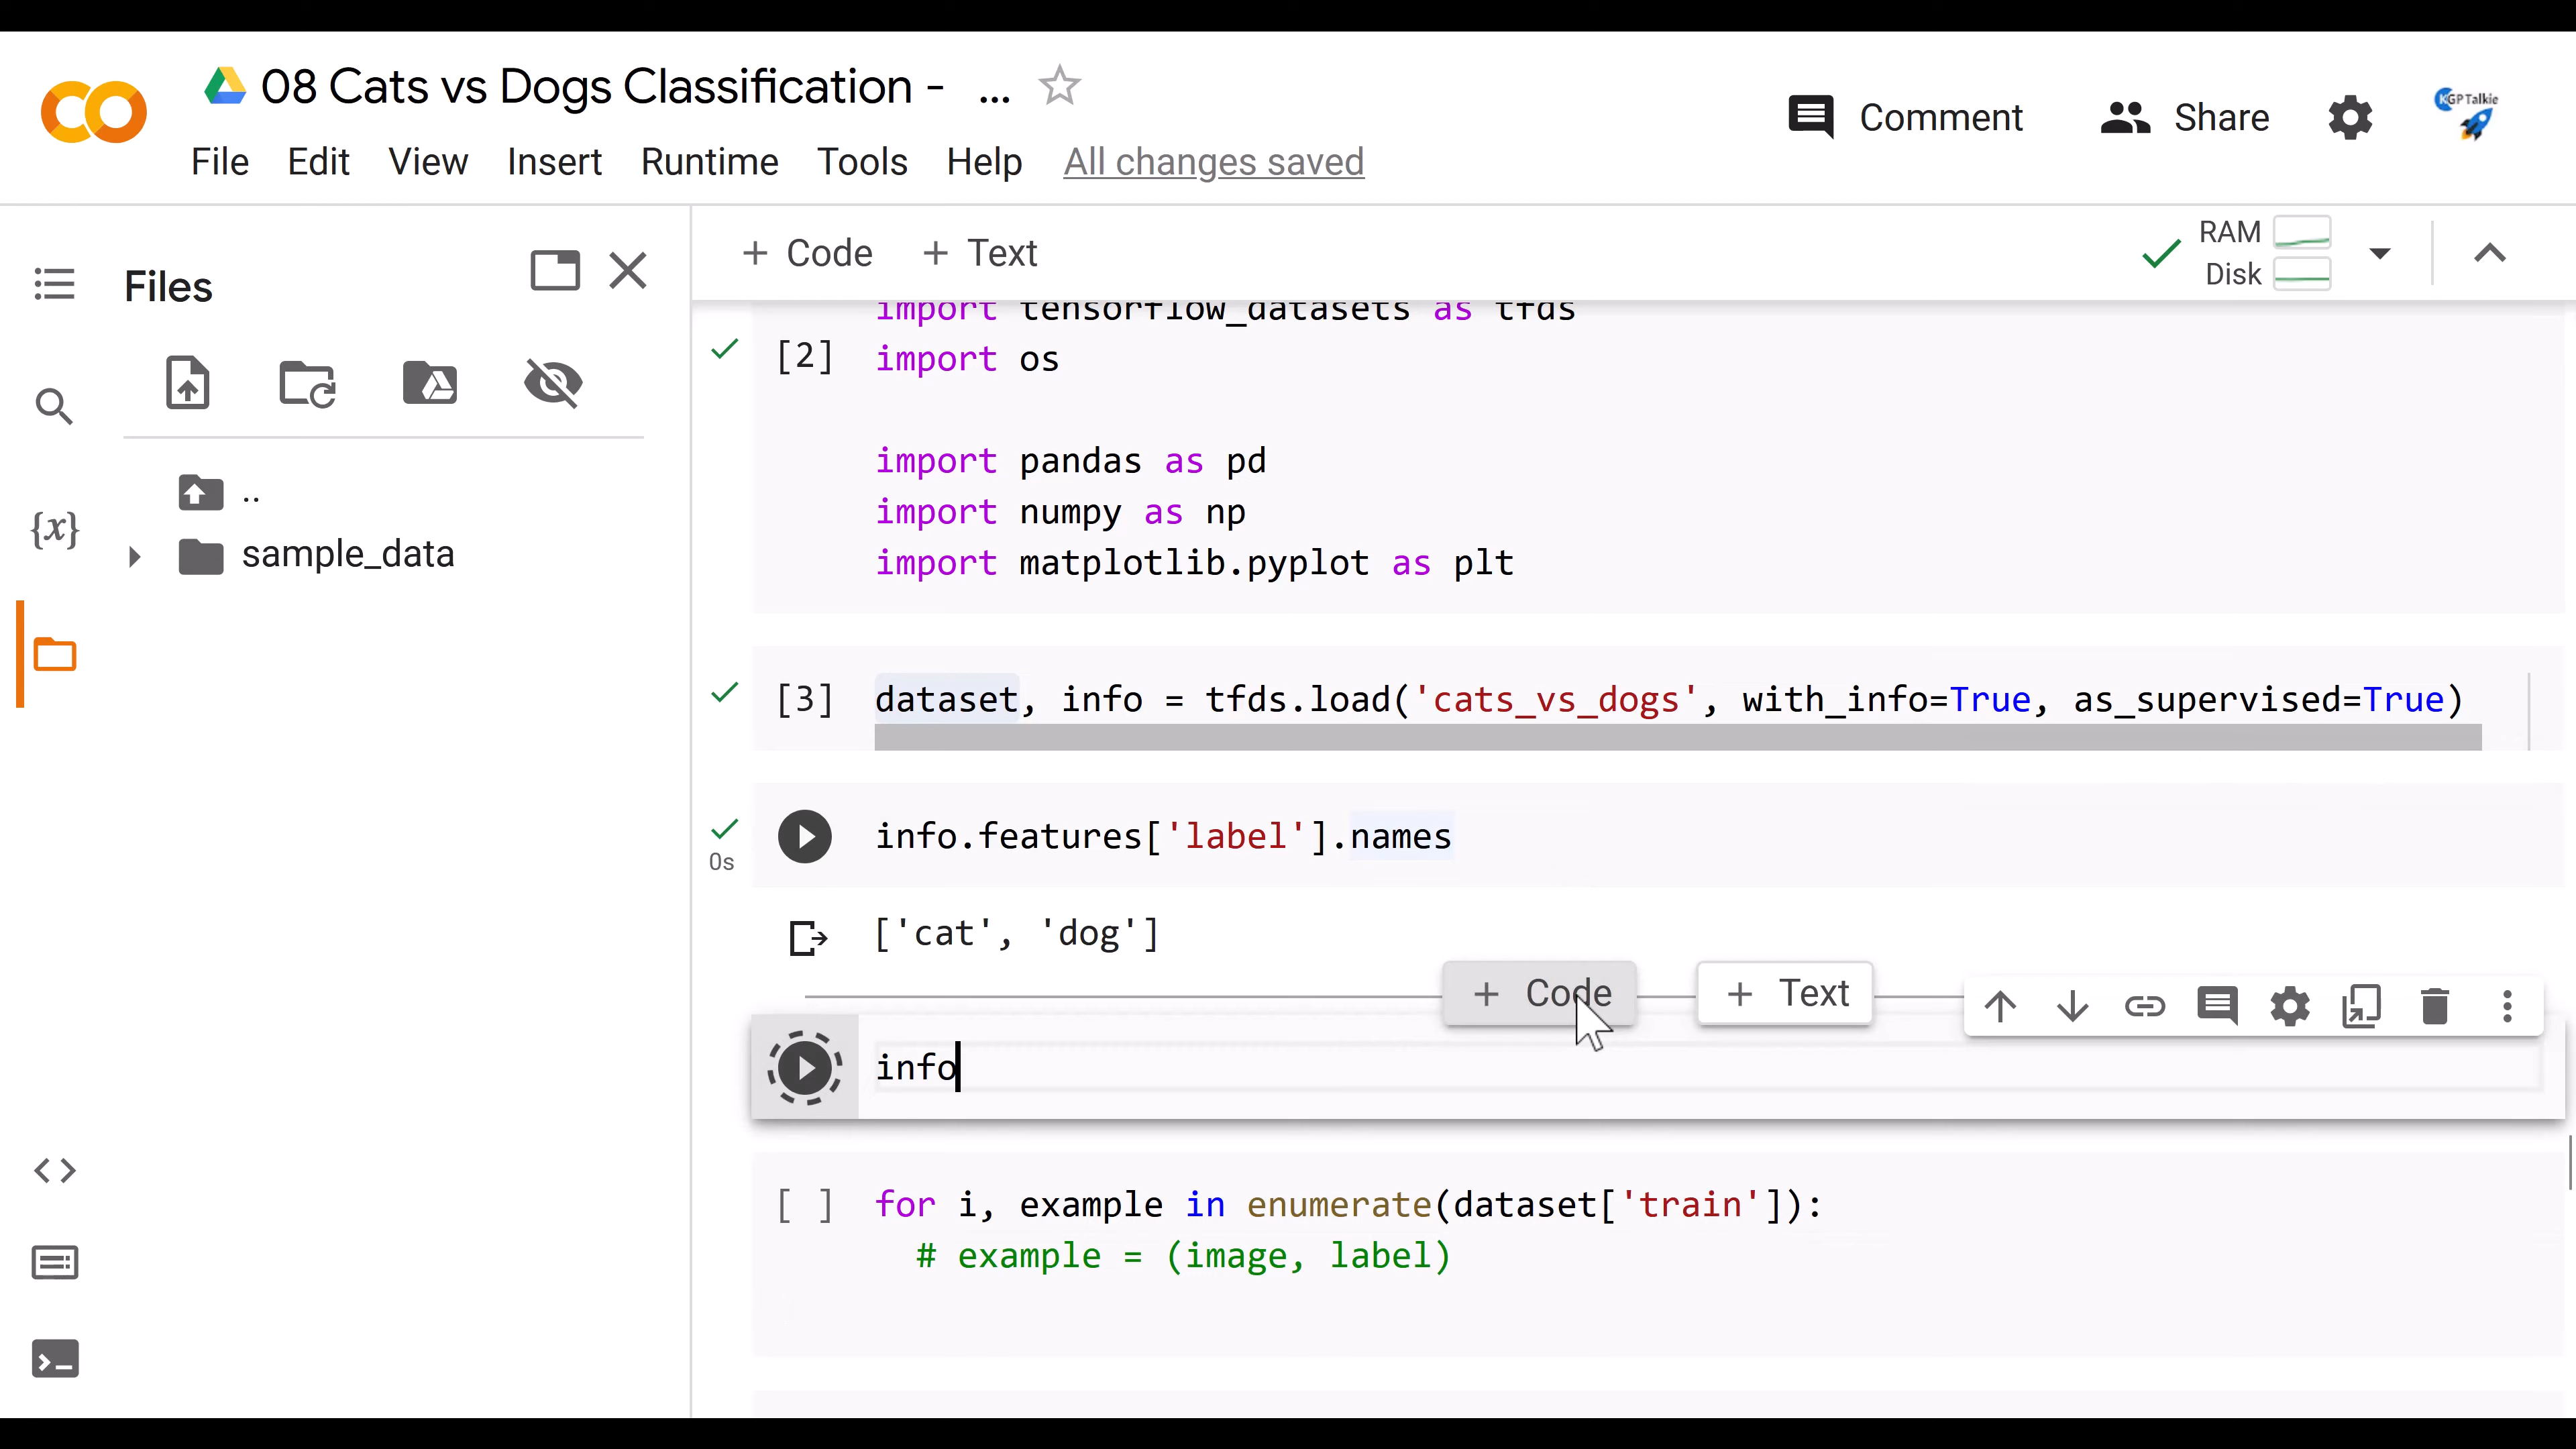 08 Cats vs Dogs Classification - ...
Comment
Share
KGP Talkie
File Edit View Insert Runtime Tools Help All changes saved
Files
+ Code + Text
RAM
Disk
..
sample_data
{x}
import tensorflow_datasets as tfds
[2] import os
import pandas as pd
import numpy as np
import matplotlib.pyplot as plt
[3] dataset, info = tfds.load('cats_vs_dogs', with_info=True, as_supervised=True)
info.features['label'].names
0s
['cat', 'dog']
+ Code + Text
info
[ ] for i, example in enumerate(dataset['train']):
# example = (image, label)